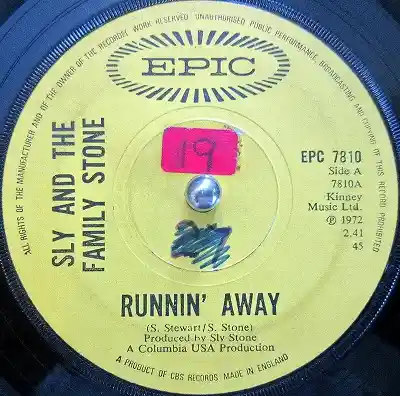 ALL RIGHTS OF THE MANUFACTURER AND OF THE OWNER OF THE RECORDED WORK RESERVED UNAUTHORISED PUBLIC PERFORMANCE, BROADCASTING AND COPYING OF THIS RECORD PROHIBITED
EPIC
SLY AND THE
FAMILY STONE
19
EPC 7810
Side A
7810A
Kinney
Music Ltd.
℗ 1972
2.41
45
RUNNIN' AWAY
(S. Stewart/S. Stone)
Produced by Sly Stone
A Columbia USA Production
A PRODUCT OF CBS RECORDS MADE IN ENGLAND